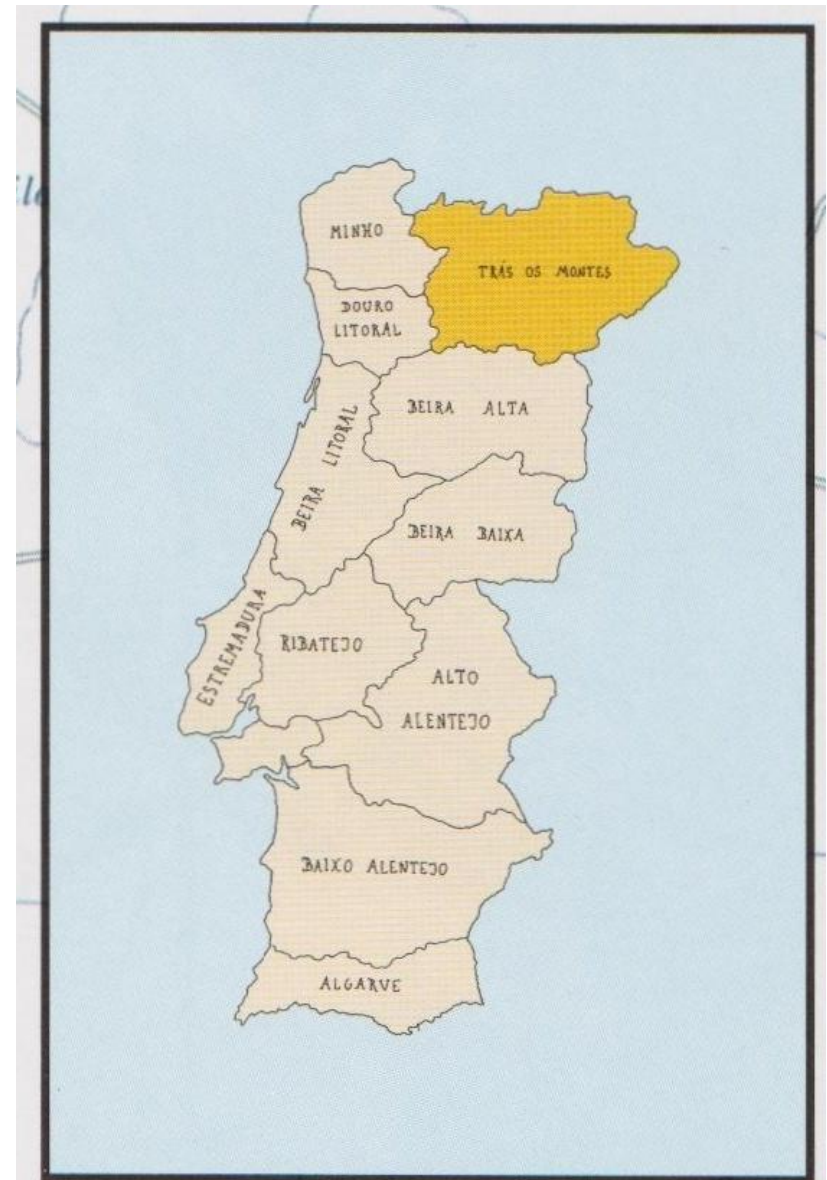 MINHO
TRÁS OS MONTES
DOURO
LITORAL
BEIRA ALTA
BEIRA LITORAL
BEIRA BAIXA
ESTREMADURA
RIBATEJO
ALTO
ALENTEJO
BAIXO ALENTEJO
ALGARVE